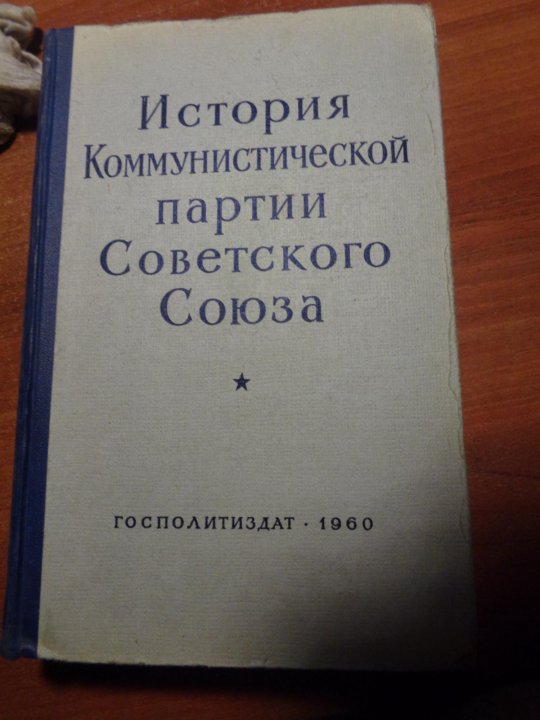 История
Коммунистической
партии
Советского
Союза
★
ГОСПОЛИТИЗДАТ · 1960